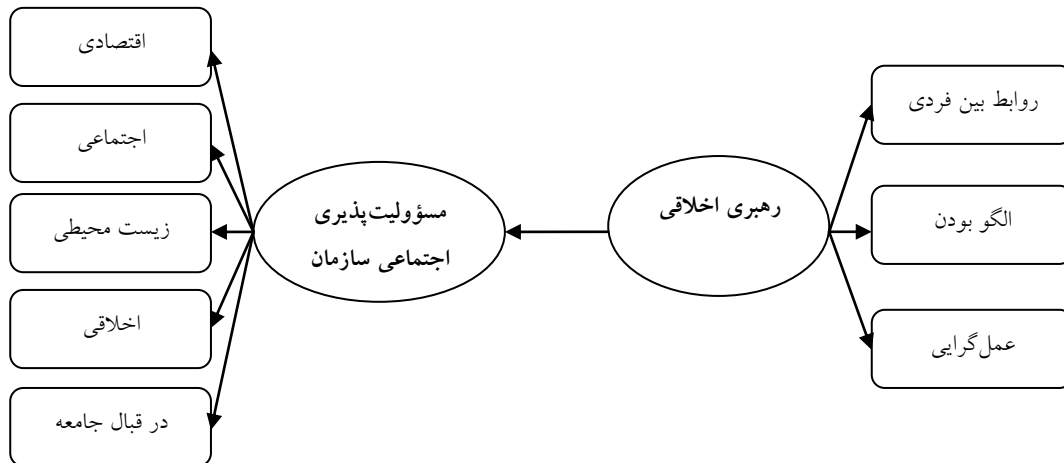 روابط بین فردی
الگو بودن
عمل‌گرایی
رهبری اخلاقی
مسؤولیت‌پذیری
اجتماعی سازمان
اقتصادی
اجتماعی
زیست محیطی
اخلاقی
در قبال جامعه